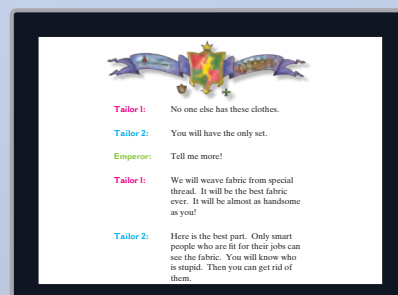 Tailor 1: No one else has these clothes.
Tailor 2: You will have the only set.
Emperor: Tell me more!
Tailor 1: We will weave fabric from special
thread. It will be the best fabric
ever. It will be almost as handsome
as you!
Tailor 2: Here is the best part. Only smart
people who are fit for their jobs can
see the fabric. You will know who
is stupid. Then you can get rid of
them.